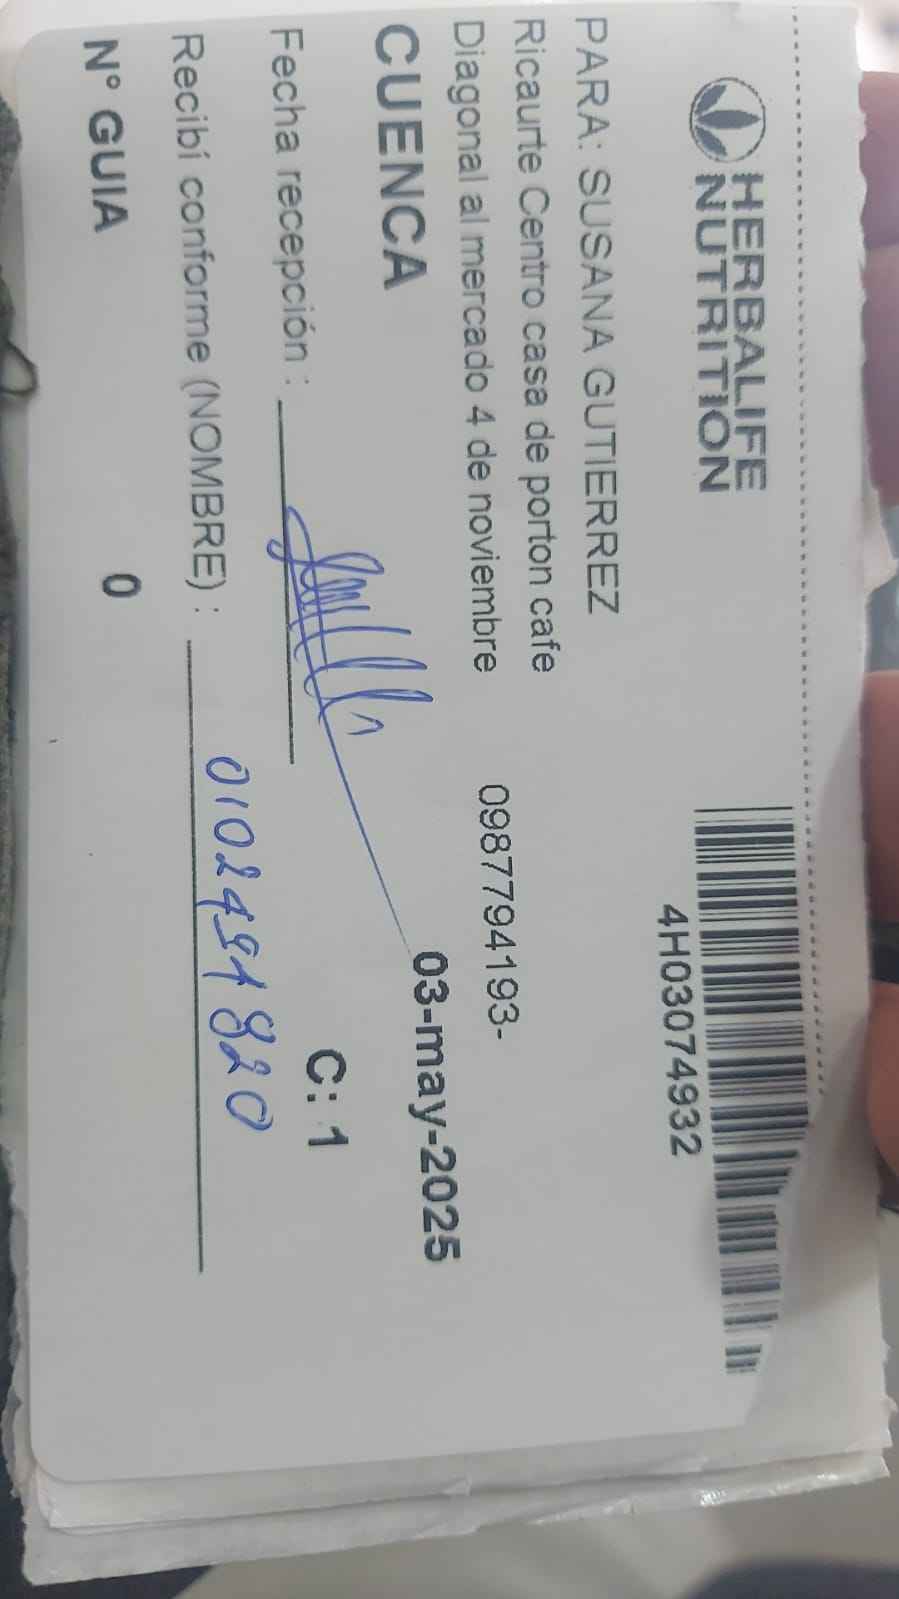 HERBALIFE
NUTRITION
4H03074932
PARA: SUSANA GUTIERREZ
Ricaurte Centro casa de porton cafe
Diagonal al mercado 4 de noviembre 0987794193-
CUENCA 03-may-2025
Fecha recepción :
C: 1
Recibí conforme (NOMBRE) : 0102491820
N° GUIA 0